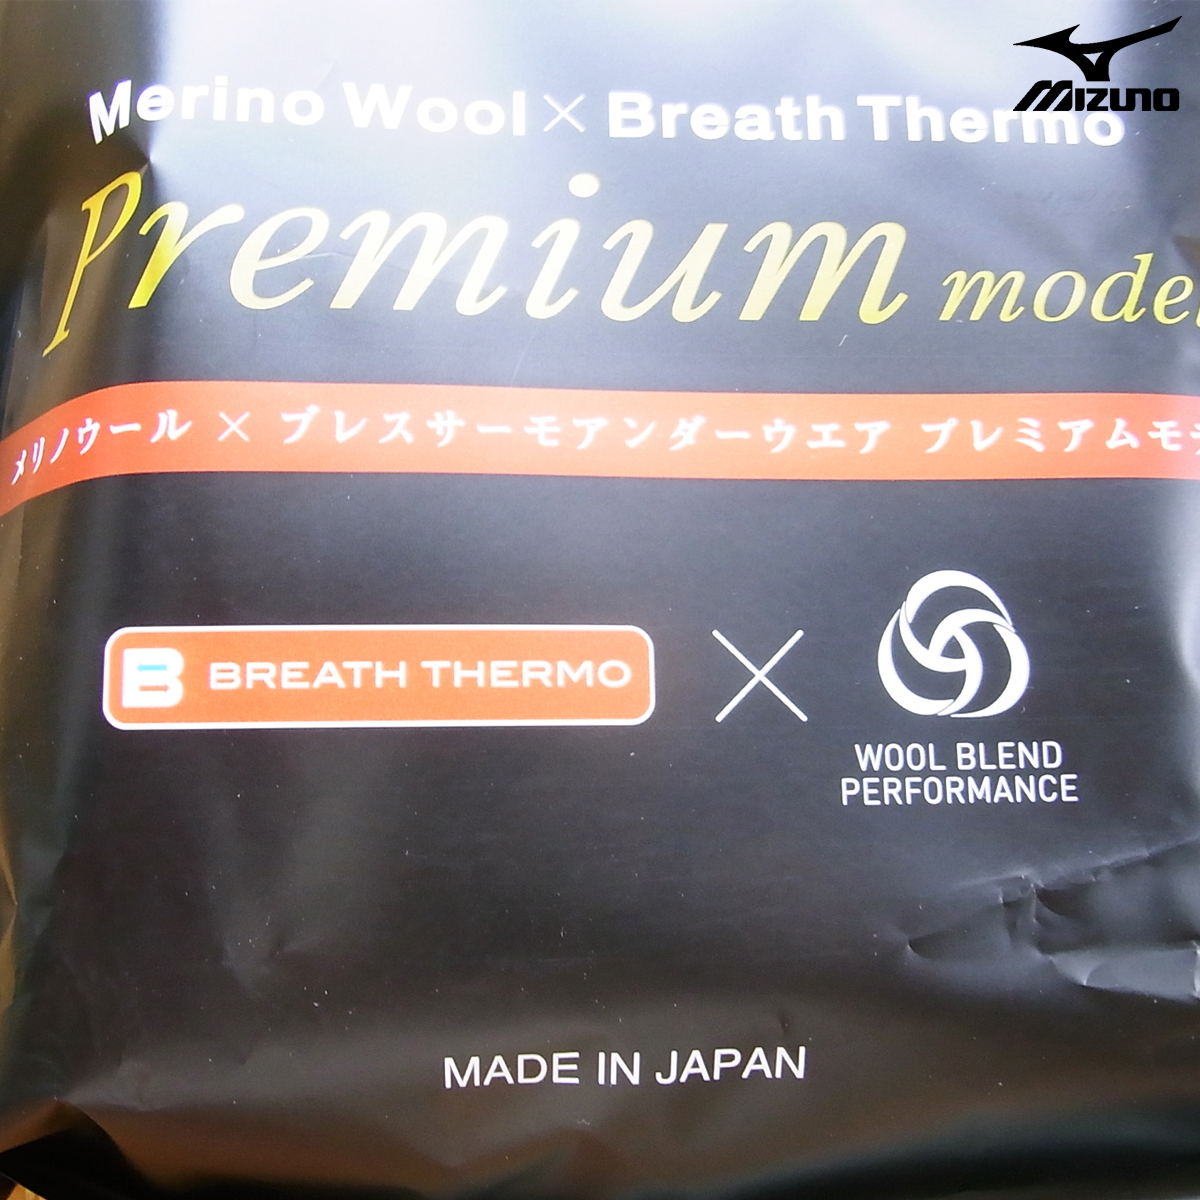 MIZUNO
Merino Wool × Breath Thermo
Premium model
メリノウール × ブレスサーモアンダーウエア プレミアムモデ
B BREATH THERMO ×
WOOL BLEND
PERFORMANCE
MADE IN JAPAN